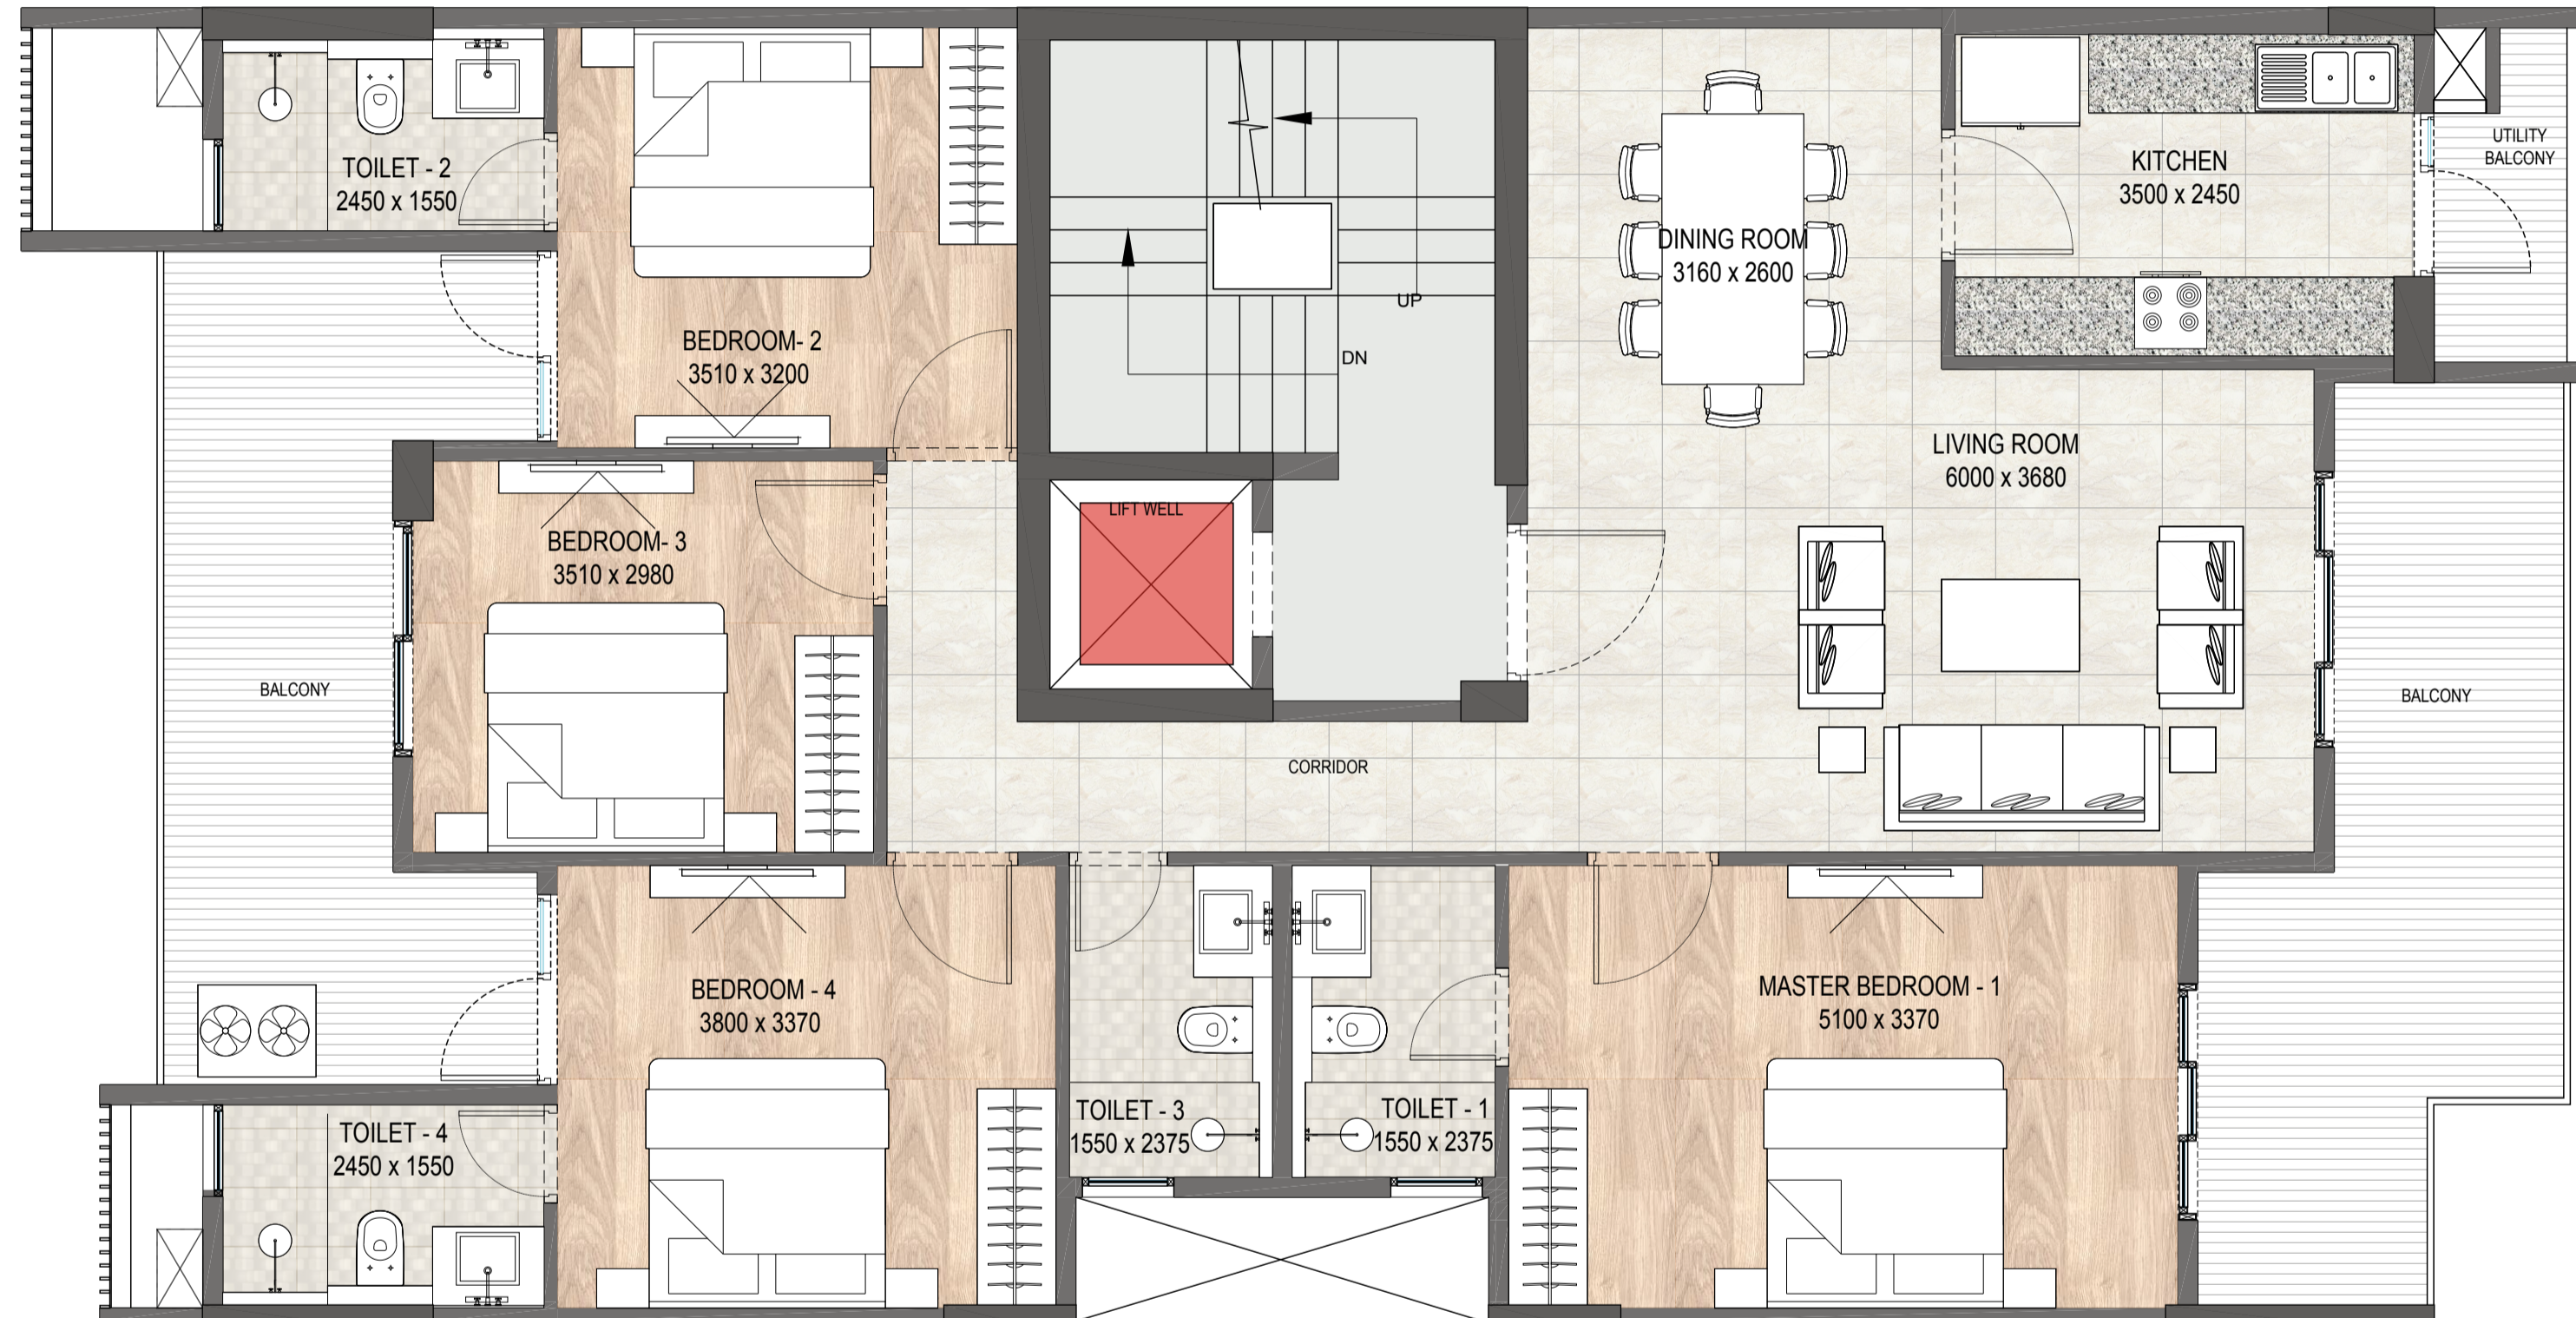 TOILET - 2
2450 x 1550
BEDROOM- 2
3510 x 3200
UP
DN
DINING ROOM
3160 x 2600
KITCHEN
3500 x 2450
UTILITY
BALCONY
LIVING ROOM
6000 x 3680
LIFT WELL
BEDROOM- 3
3510 x 2980
BALCONY
BALCONY
CORRIDOR
BEDROOM - 4
3800 x 3370
MASTER BEDROOM - 1
5100 x 3370
TOILET - 3
1550 x 2375
TOILET - 1
1550 x 2375
TOILET - 4
2450 x 1550